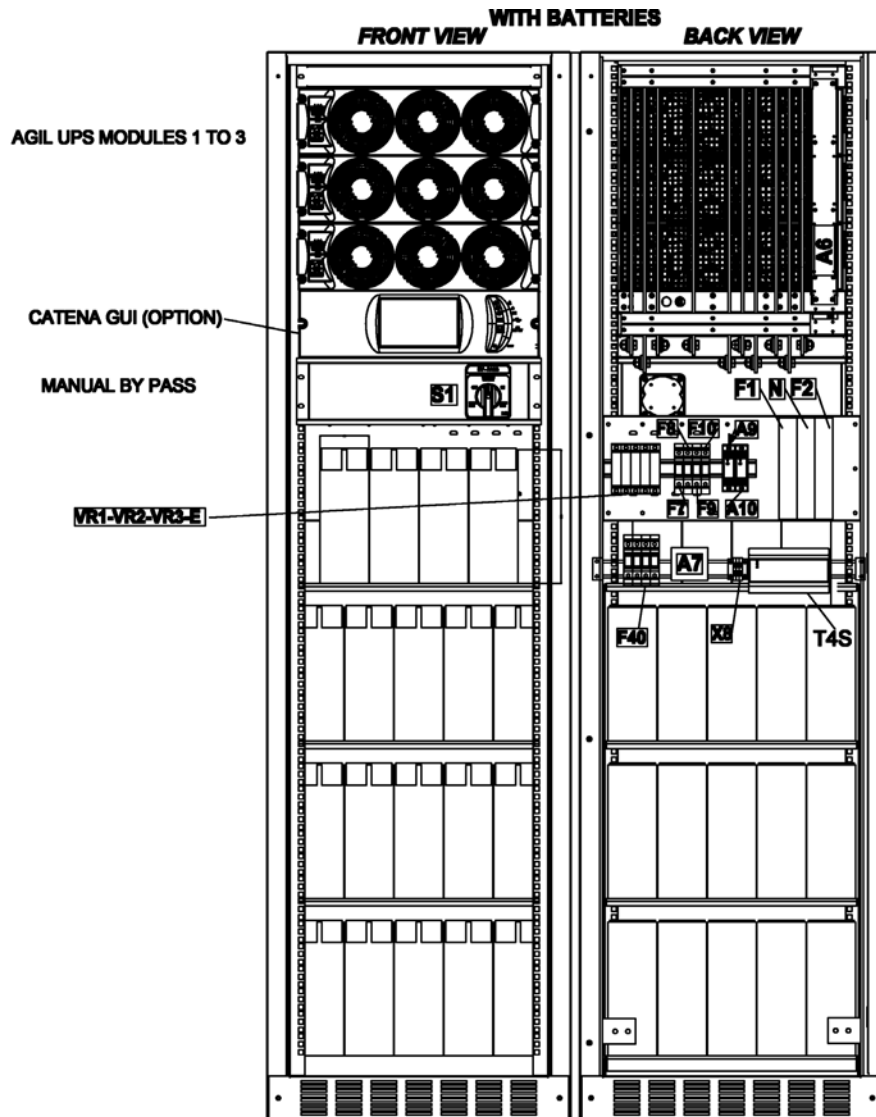 WITH BATTERIES
FRONT VIEW
BACK VIEW
AGIL UPS MODULES 1 TO 3
A6
CATENA GUI (OPTION)
MANUAL BY PASS
S1
F1 N F2
F8 F10 A9
VR1-VR2-VR3-E
F7 F9 A10
A7
F40
X8
T4S